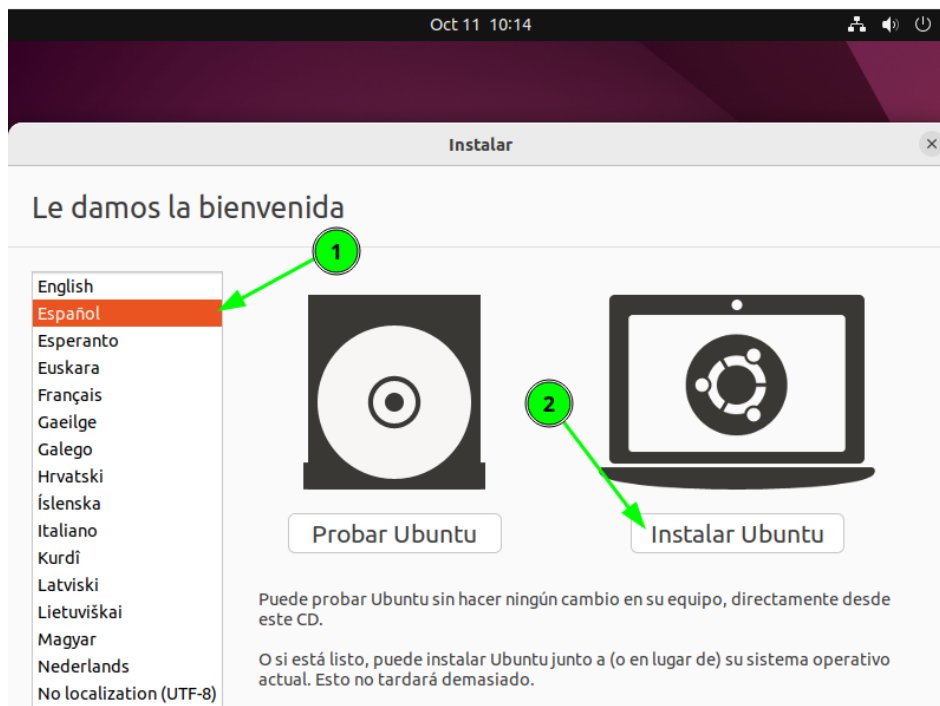 Oct 11 10:14
Instalar
Le damos la bienvenida
1
English
Español
Esperanto
Euskara
Français
Gaeilge
Galego
Hrvatski
Íslenska
Italiano
Kurdî
Latviski
Lietuviškai
Magyar
Nederlands
No localization (UTF-8)
2
Probar Ubuntu
Instalar Ubuntu
Puede probar Ubuntu sin hacer ningún cambio en su equipo, directamente desde
este CD.
O si está listo, puede instalar Ubuntu junto a (o en lugar de) su sistema operativo
actual. Esto no tardará demasiado.